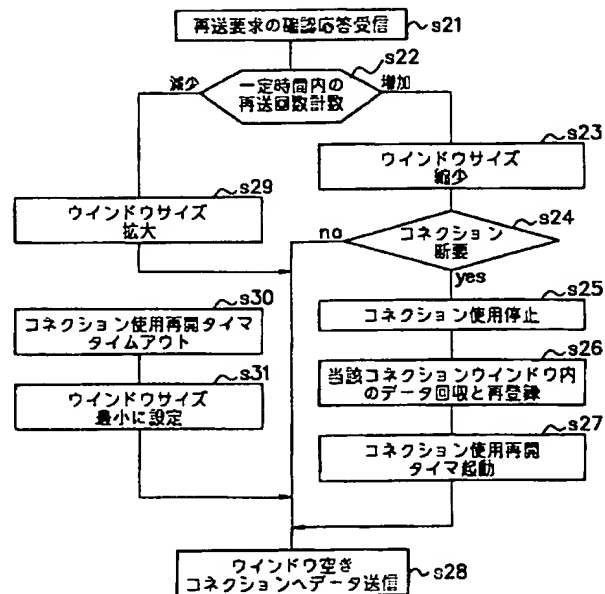 再送要求の確認応答受信
s21
s22
減少
一定時間内の
再送回数計数
増加
s23
ウインドウサイズ
縮少
s29
ウインドウサイズ
拡大
s24
no
コネクション
断要
yes
s25
コネクション使用停止
s30
コネクション使用再開タイマ
タイムアウト
s26
当該コネクションウインドウ内
のデータ回収と再登録
s31
ウインドウサイズ
最小に設定
s27
コネクション使用再開
タイマ起動
ウインドウ空き
コネクションへデータ送信
s28